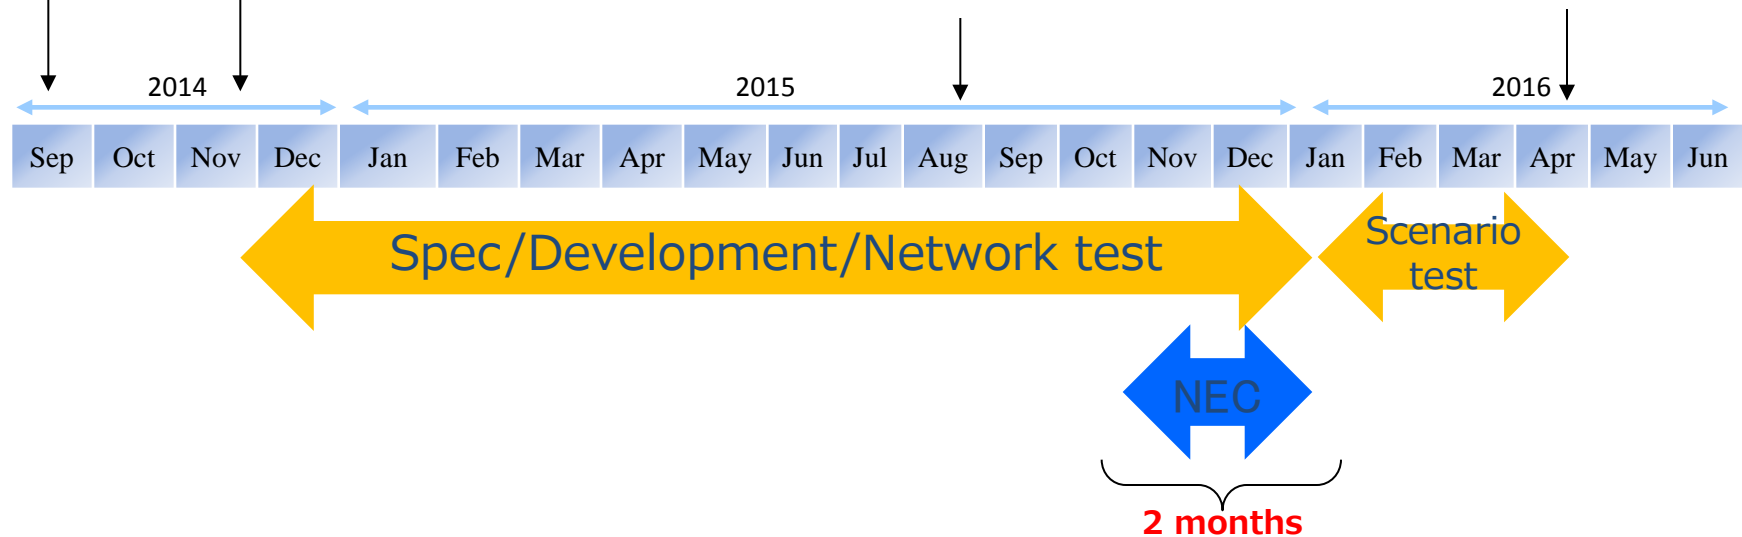 2014 2015 2016
Sep Oct Nov Dec Jan Feb Mar Apr May Jun Jul Aug Sep Oct Nov Dec Jan Feb Mar Apr May Jun
Spec/Development/Network test
Scenario
test
NEC
2 months